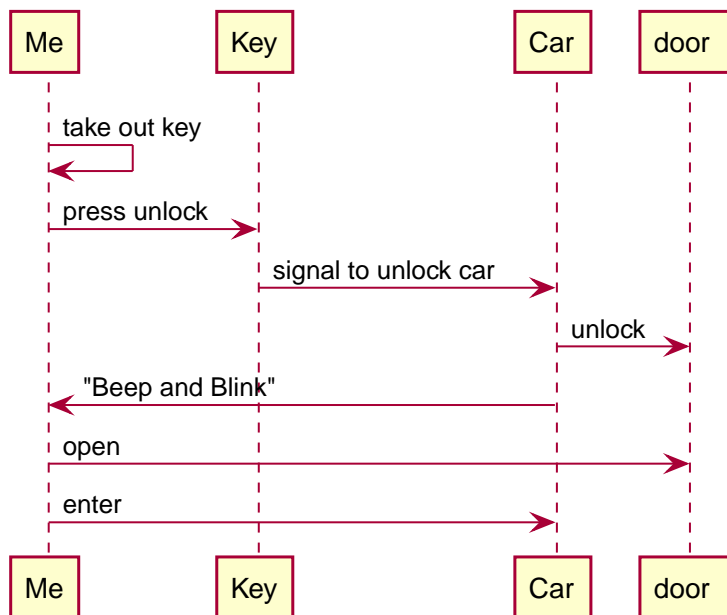 Me Key Car door
take out key
press unlock
signal to unlock car
unlock
"Beep and Blink"
open
enter
Me Key Car door